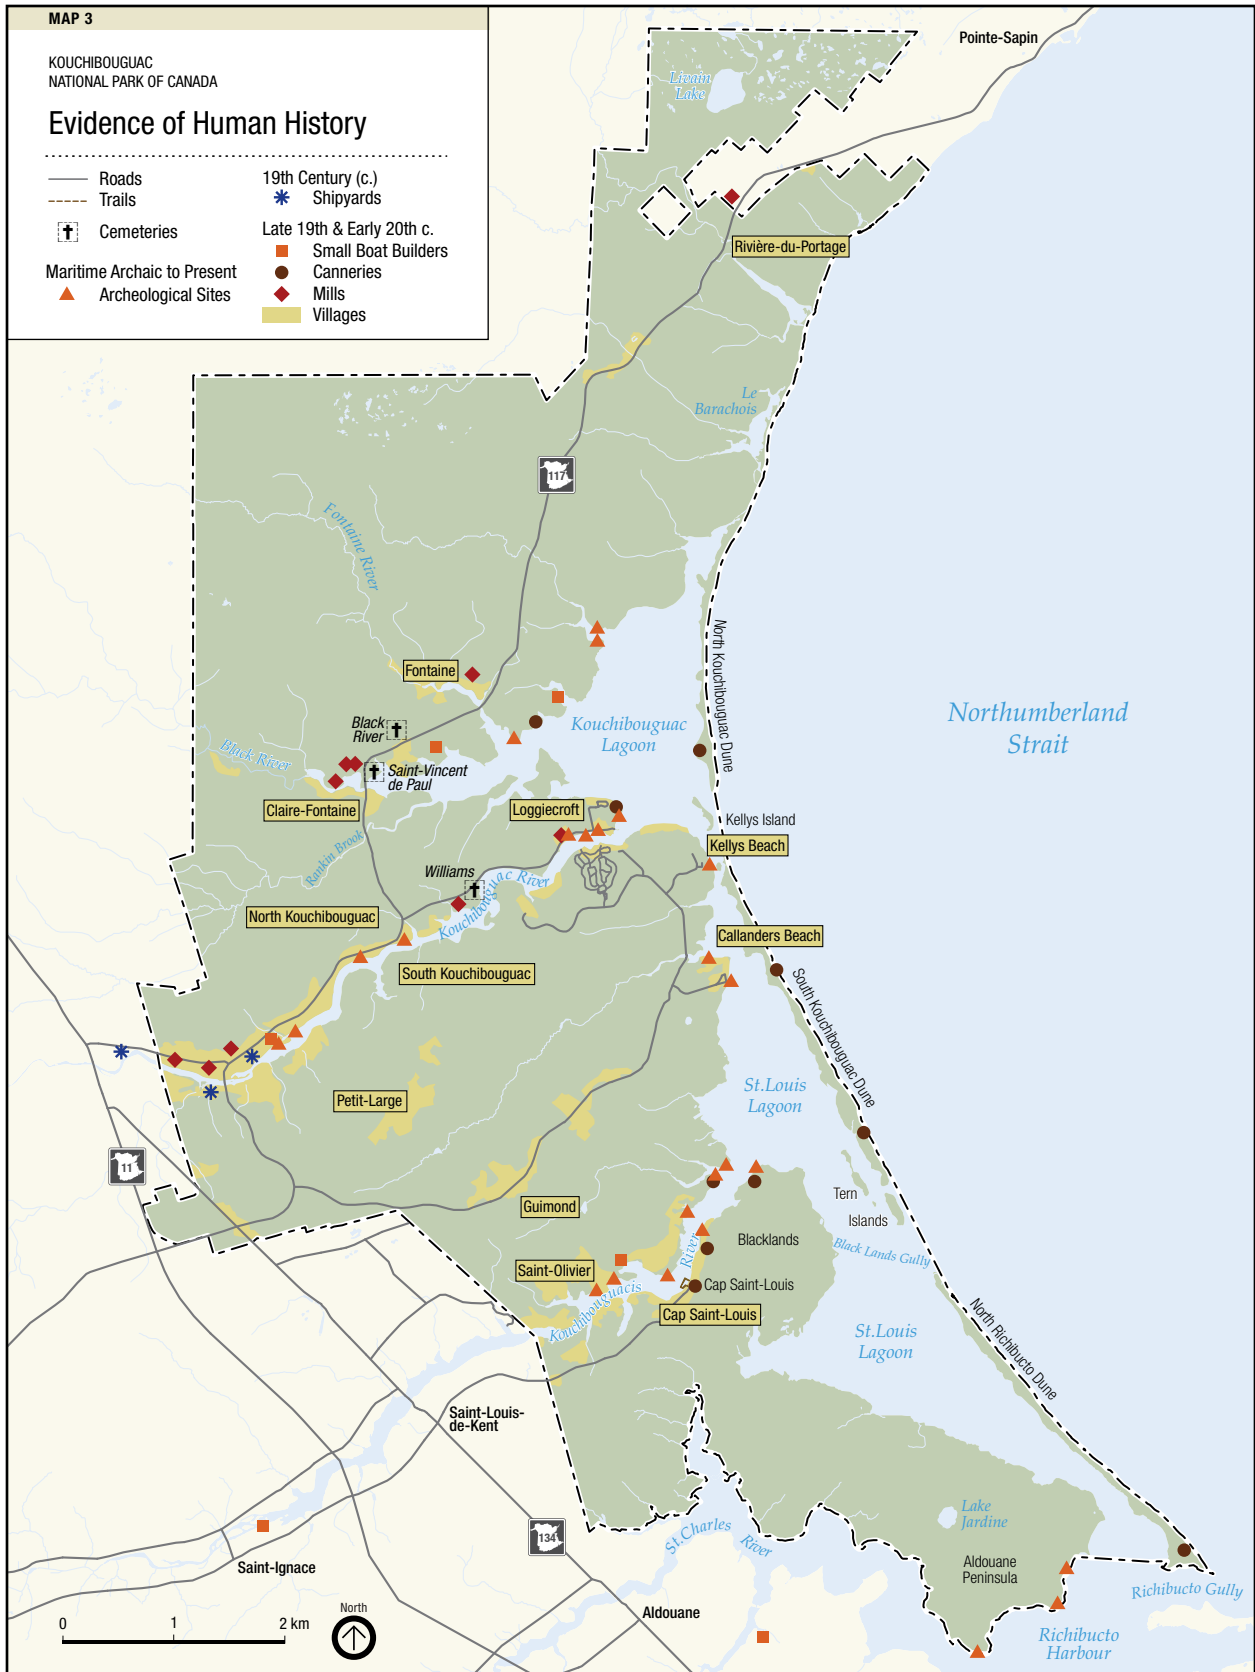 MAP 3
KOUCHIBOUGUAC
NATIONAL PARK OF CANADA
Evidence of Human History
Roads
Trails
Cemeteries
Maritime Archaic to Present
Archeological Sites
19th Century (c.)
Shipyards
Late 19th & Early 20th c.
Small Boat Builders
Canneries
Mills
Villages
Pointe-Sapin
Livain
Lake
Rivière-du-Portage
Le
Barachois
117
Fontaine River
North Kouchibouguac Dune
Fontaine
Black
River
Kouchibouguac
Lagoon
Northumberland
Strait
Black River
Saint-Vincent
de Paul
Claire-Fontaine
Loggiecroft
Kellys Island
Kellys Beach
Rankin Brook
Williams
Kouchibouguac River
North Kouchibouguac
Callanders Beach
South Kouchibouguac
South Kouchibouguac Dune
Petit-Large
St.Louis
Lagoon
11
Tern
Islands
Guimond
Blacklands
Black Lands Gully
River
Saint-Olivier
Cap Saint-Louis
Kouchibouguacis
Cap Saint-Louis
North Richibucto Dune
St.Louis
Lagoon
Saint-Louis-
de-Kent
Lake
Jardine
134
St.Charles River
Aldouane
Peninsula
Saint-Ignace
Richibucto Gully
North
Aldouane
0 1 2 km
Richibucto
Harbour